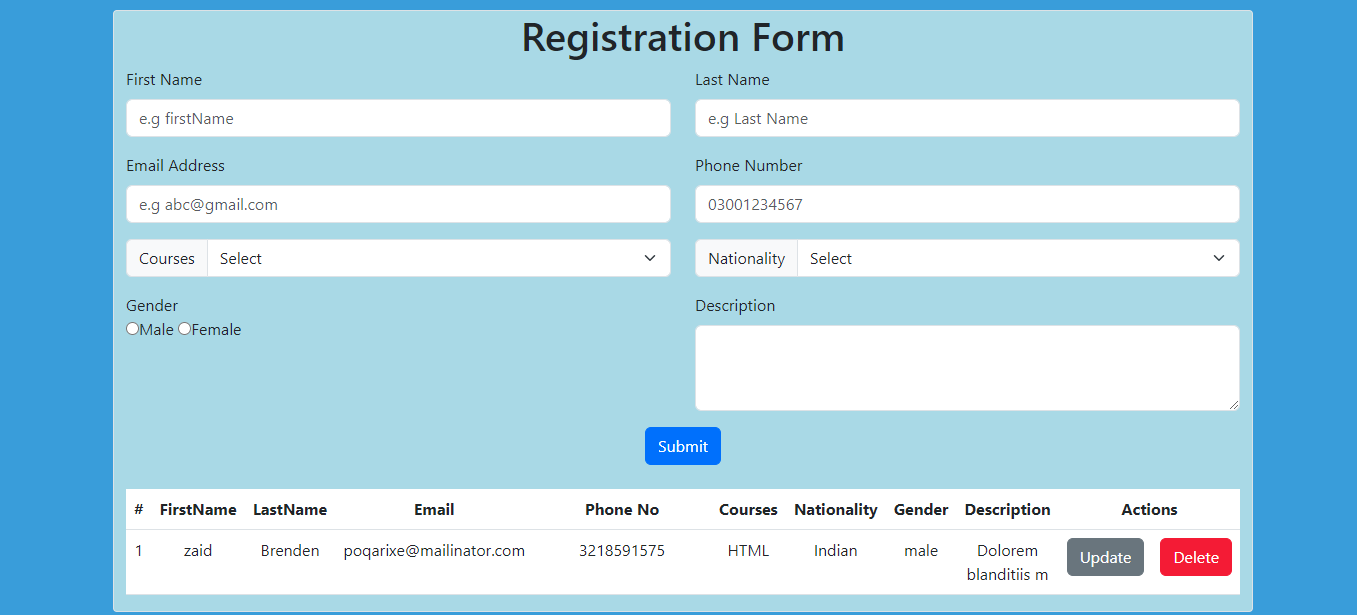 Registration Form
First Name Last Name
e.g firstName e.g Last Name
Email Address Phone Number
e.g abc@gmail.com 03001234567
Courses Select Nationality Select
Gender Description
Male Female
Submit
# FirstName LastName Email Phone No Courses Nationality Gender Description Actions
1 zaid Brenden poqarixe@mailinator.com 3218591575 HTML Indian male Dolorem Update Delete
blanditiis m